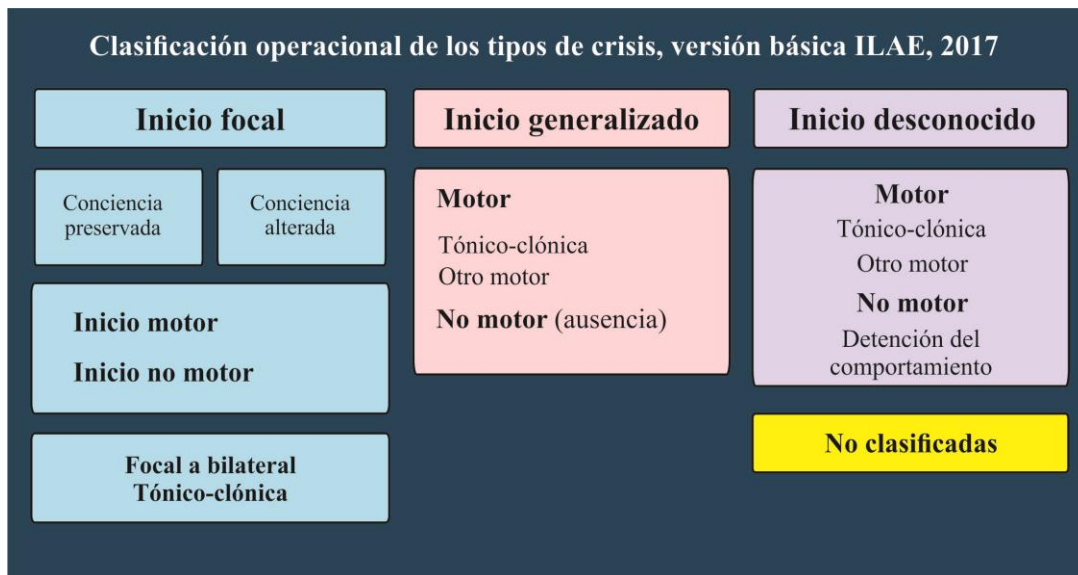 Clasificación operacional de los tipos de crisis, versión básica ILAE, 2017
Inicio focal
Conciencia
preservada
Conciencia
alterada
Inicio motor
Inicio no motor
Focal a bilateral
Tónico-clónica
Inicio generalizado
Motor
Tónico-clónica
Otro motor
No motor (ausencia)
Inicio desconocido
Motor
Tónico-clónica
Otro motor
No motor
Detención del
comportamiento
No clasificadas